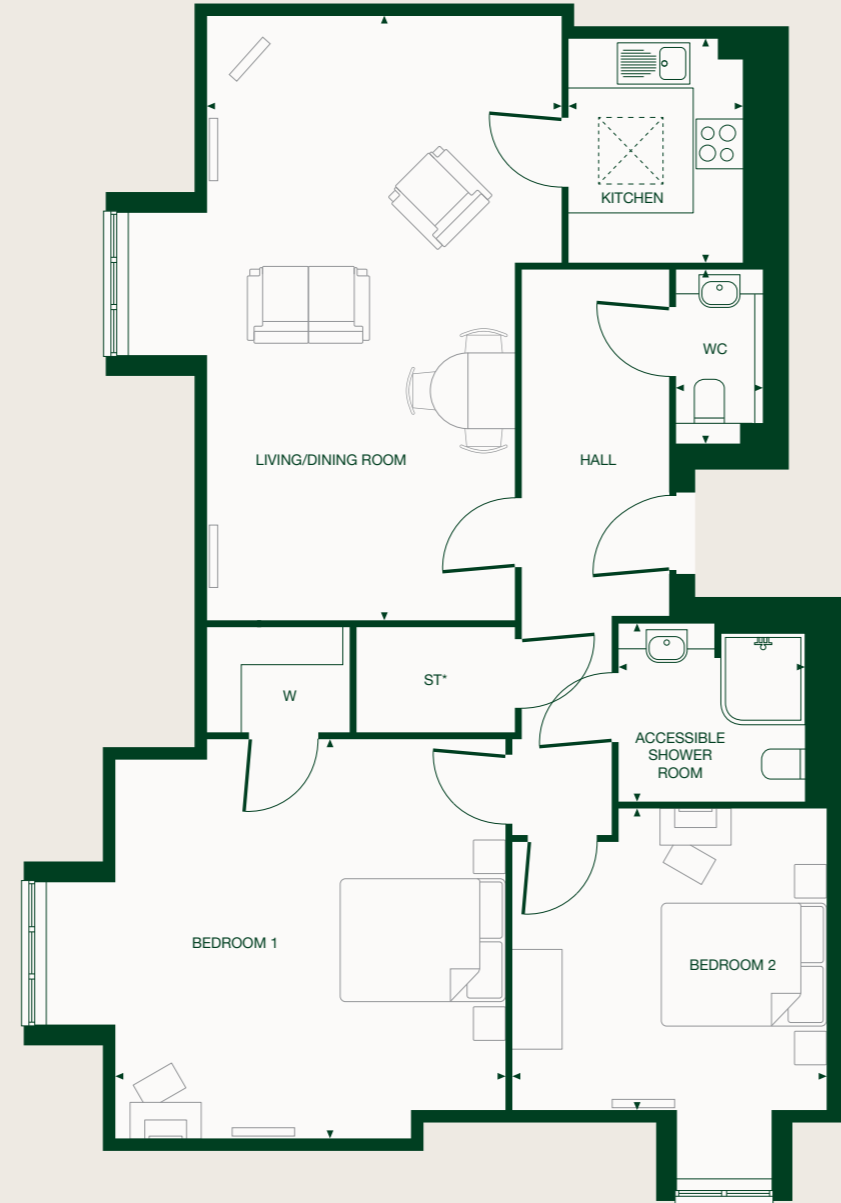 KITCHEN
WC
LIVING/DINING ROOM
HALL
W
ST*
ACCESSIBLE
SHOWER
ROOM
BEDROOM 1
BEDROOM 2